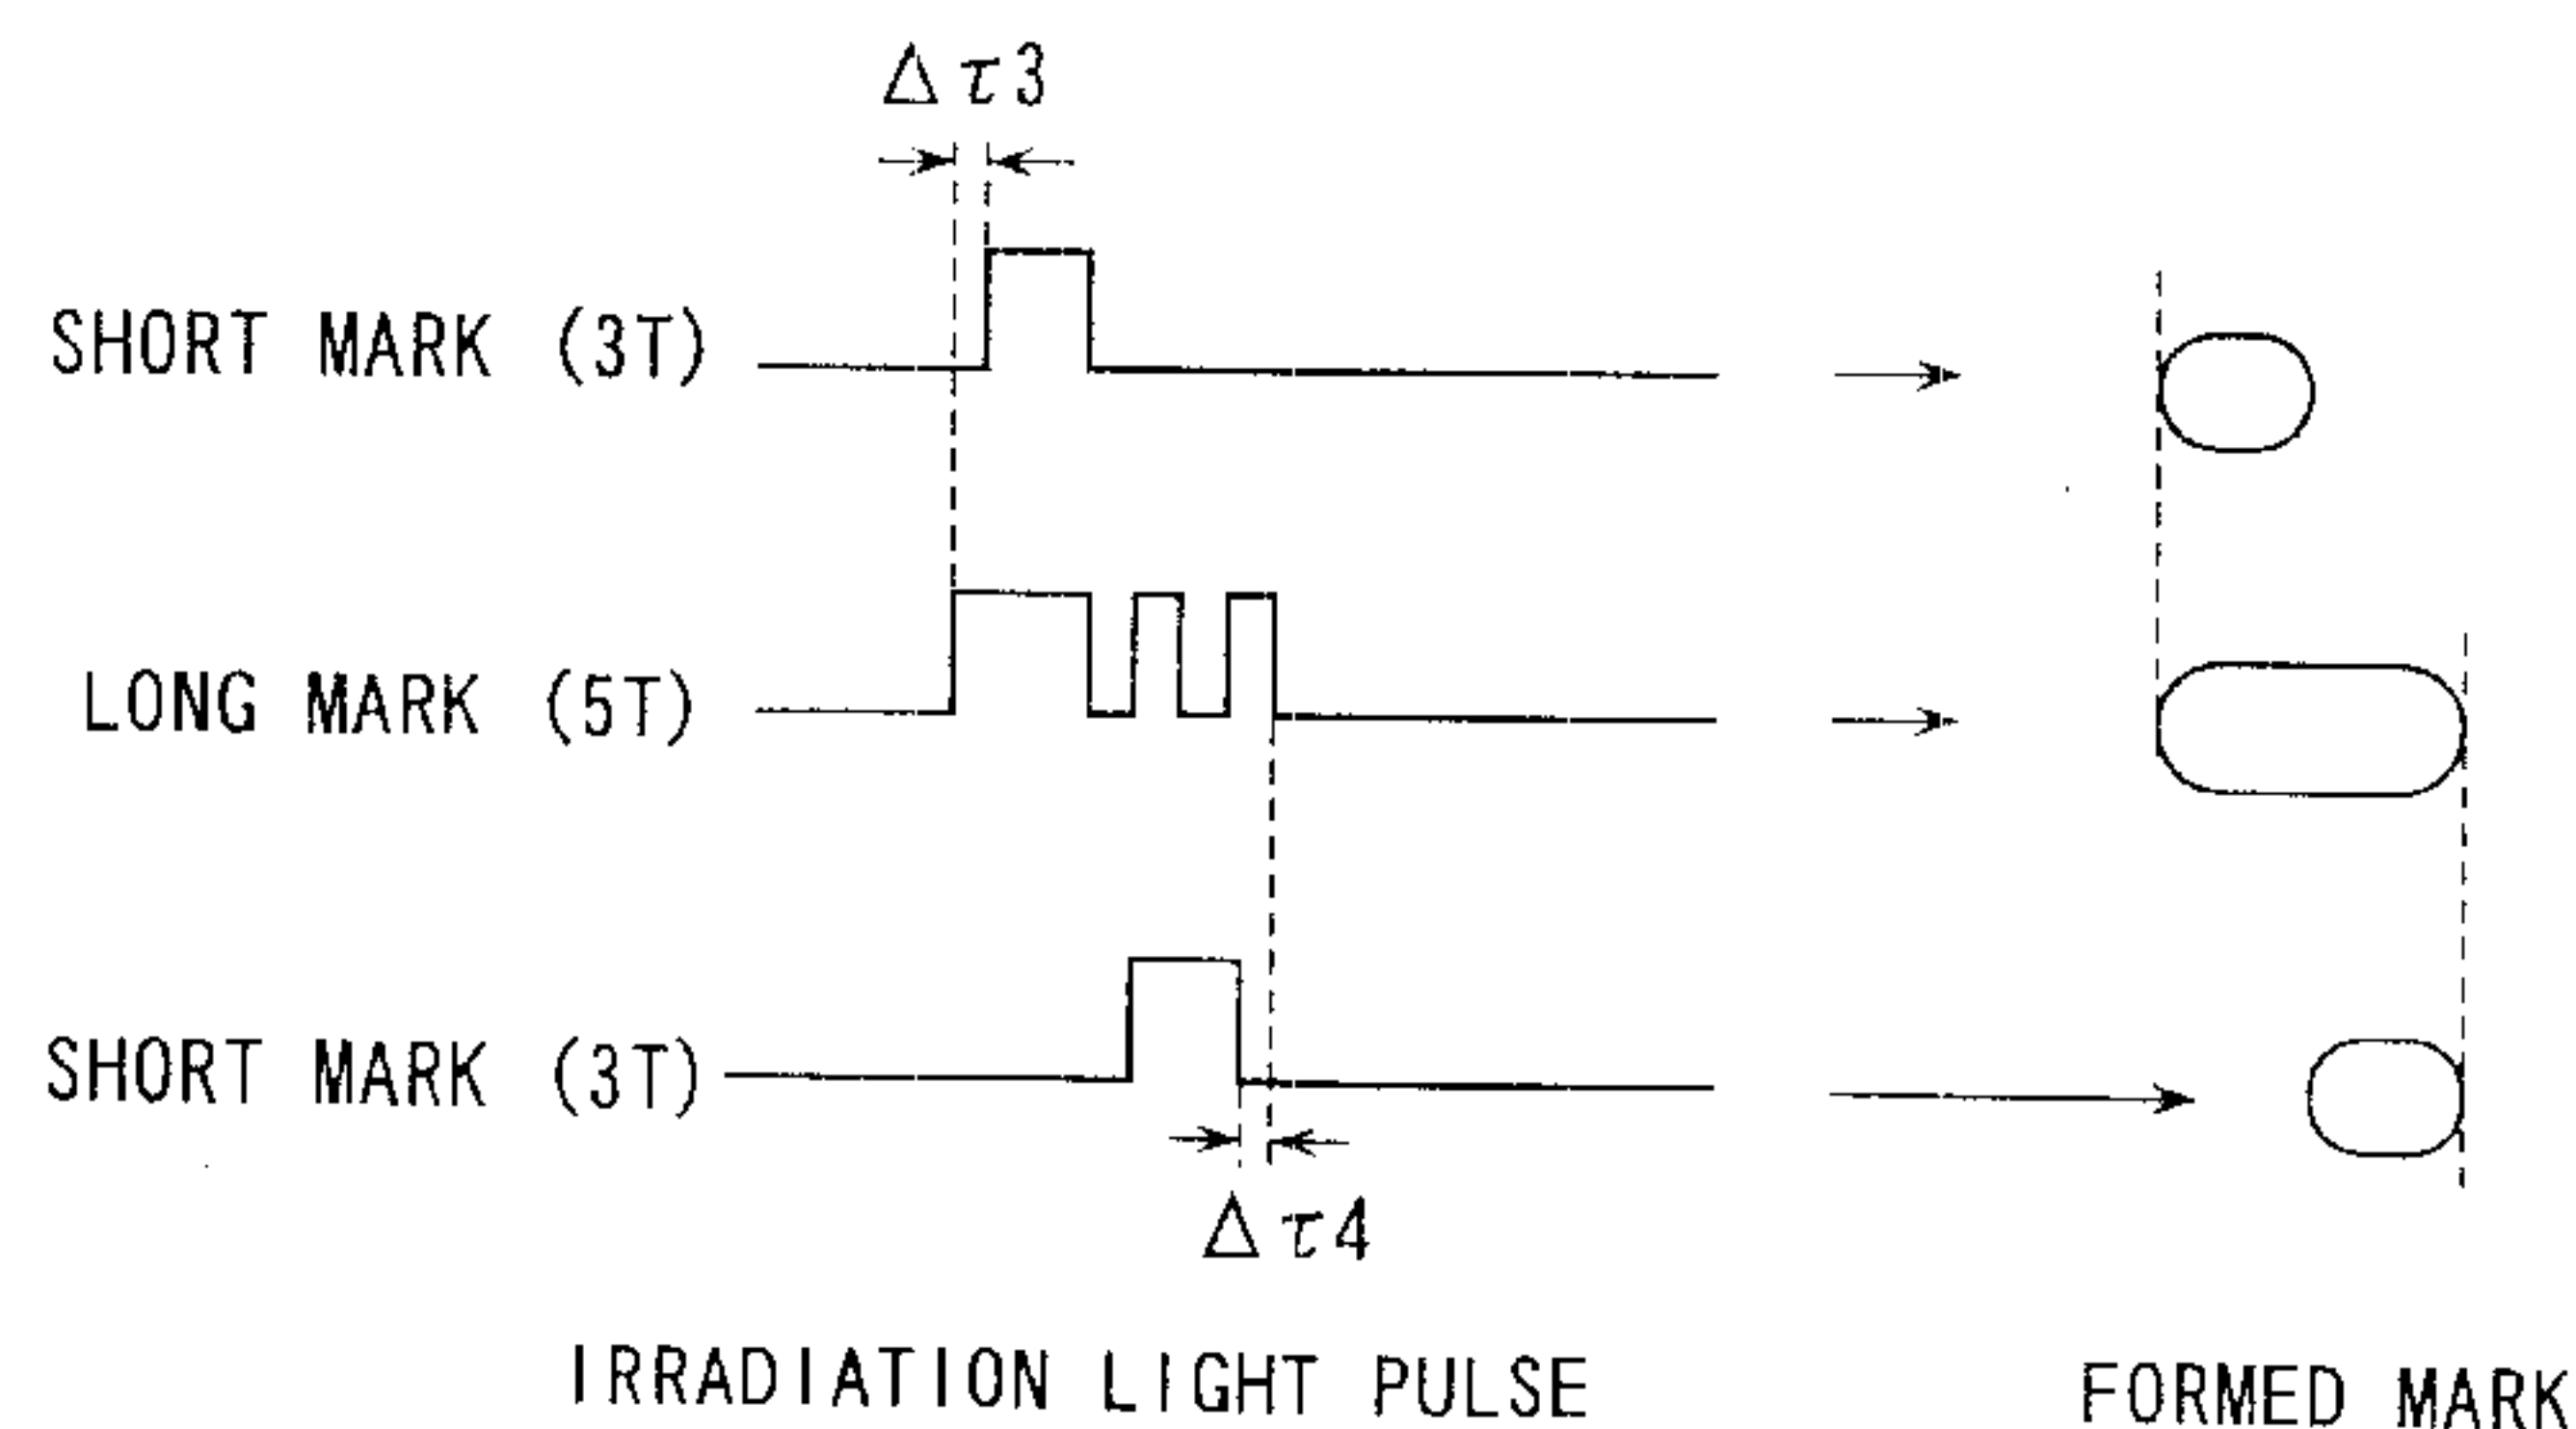 Δτ3
SHORT MARK (3T)
LONG MARK (5T)
SHORT MARK (3T)
Δτ4
IRRADIATION LIGHT PULSE
FORMED MARK